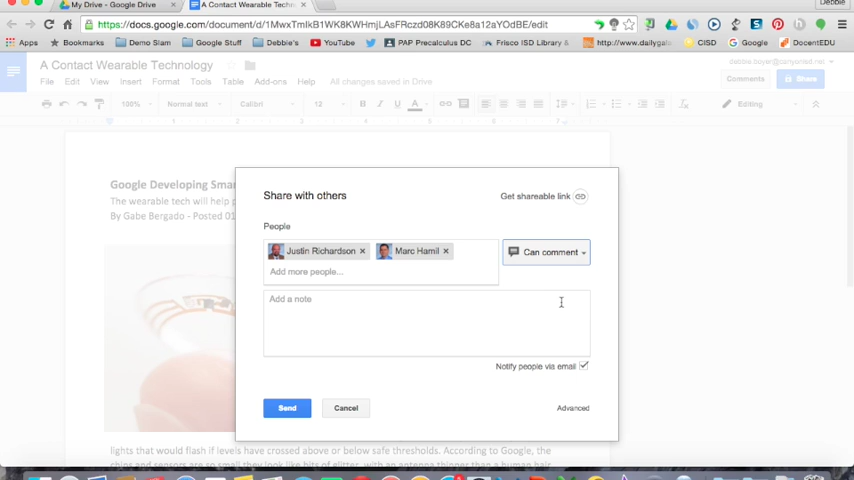 My Drive - Google Drive
A Contact Wearable Techn
Debbie
https://docs.google.com/document/d/
/edit
Apps
Bookmarks
Demo Slam
Google Stuff
Debbie's
YouTube
PAP Precalculus DC
Frisco ISD Library &
http://www.dailygalo
CISD
Google
DocentEDU
A Contact Wearable Technology
File Edit View Insert Format Tools Table Add-ons Help All changes saved in Drive
Comments
Share
100%
Normal text
Calibri
12
Editing
Google Developing Smar
The wearable tech will help p
By Gabe Bergado - Posted 01
Share with others
Get shareable link
People
Justin Richardson ×
Marc Hamil ×
Can comment
Add more people...
Add a note
Notify people via email
Send
Cancel
Advanced
lights that would flash if levels have crossed above or below safe thresholds. According to Google, the
chips and sensors are so small they look like bits of glitter, with an antenna thinner than a human hair